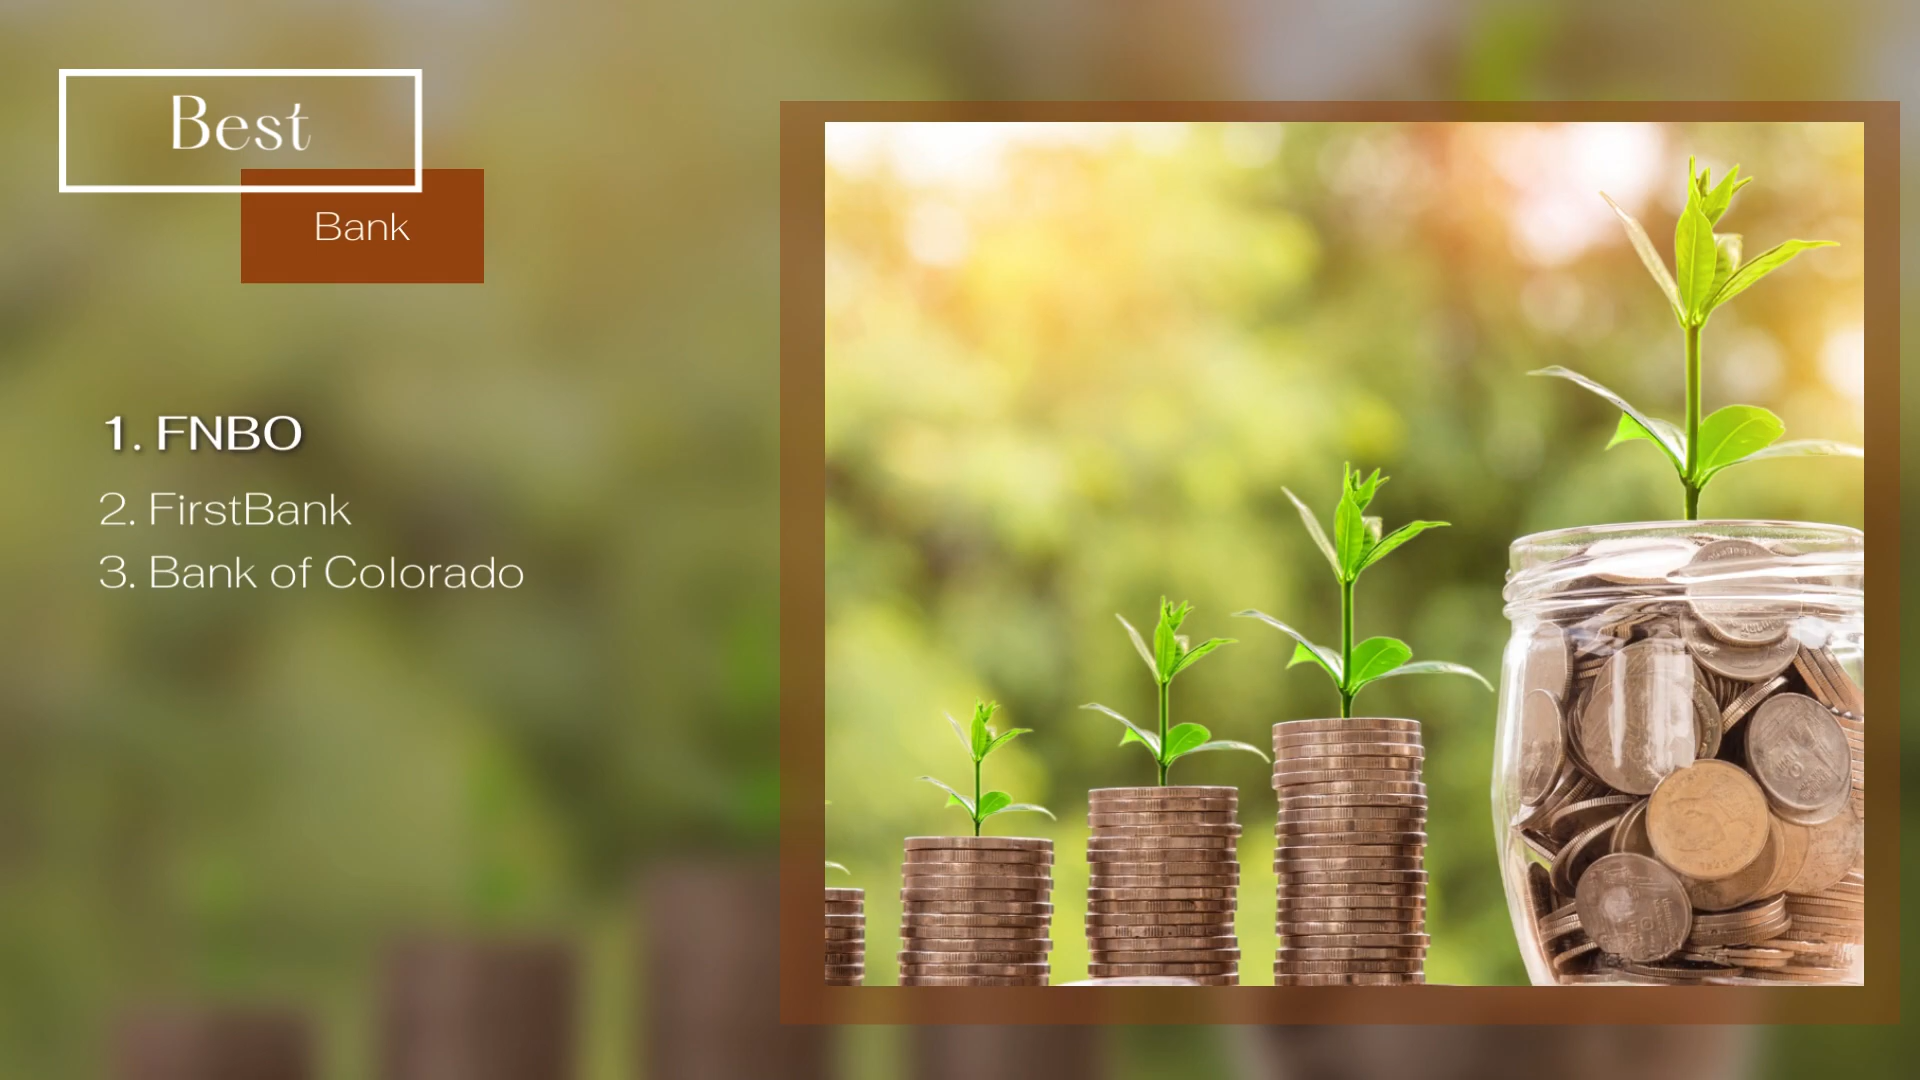 Best
Bank
1. FNBO
2. FirstBank
3. Bank of Colorado